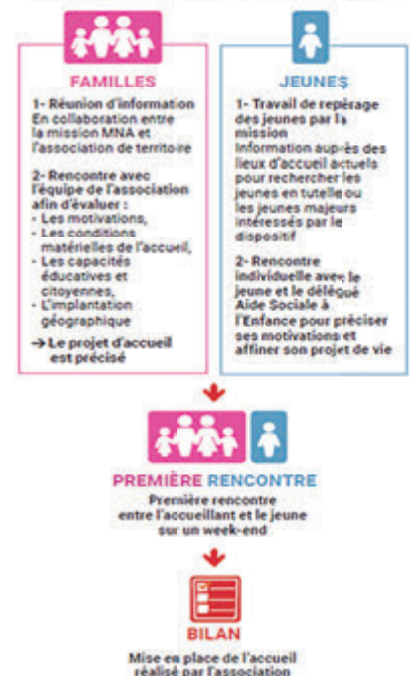 FAMILLES
1- Réunion d'information
En collaboration entre
la mission MNA et
l'association de territoire
2- Rencontre avec
l'équipe de l'association
afin d'évaluer :
- Les motivations,
- Les conditions
matérielles de l'accueil,
- Les capacités
éducatives et
citoyennes,
- L'implantation
géographique
→ Le projet d'accueil
est précisé
JEUNES
1- Travail de repérage
des jeunes par la
mission
Information auprès des
lieux d'accueil actuels
pour rechercher les
jeunes en tutelle ou
les jeunes majeurs
intéressés par le
dispositif
2- Rencontre
individuelle avec le
jeune et le délégué
Aide Sociale à
l'Enfance pour préciser
ses motivations et
affiner son projet de vie
PREMIÈRE RENCONTRE
Première rencontre
entre l'accueillant et le jeune
sur un week-end
BILAN
Mise en place de l'accueil
réalisé par l'association